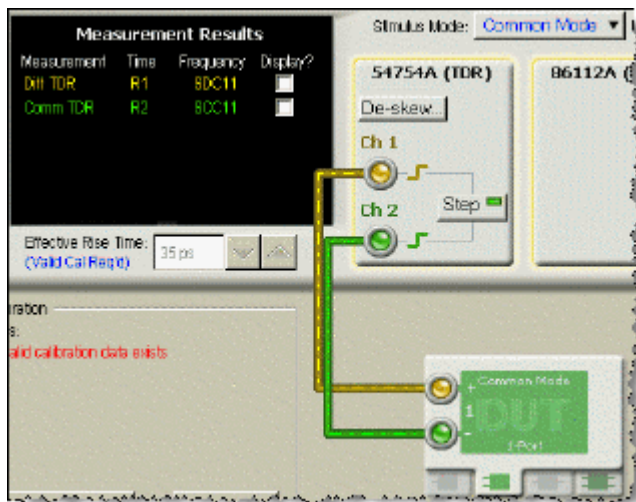 Measurement Results
Measurement Time Frequency Display?
Diff TDR R1 SDC11
Comm TDR R2 SCC11
Effective Rise Time:
(Valid Cal Req'd)
35 ps
Stimulus Mode: Common Mode
54754A (TDR)
86112A (
De-skew...
Ch 1
Ch 2
Step
ration
s:
alid calibration data exists
Common Mode
+
1
DUT
-
1-Port